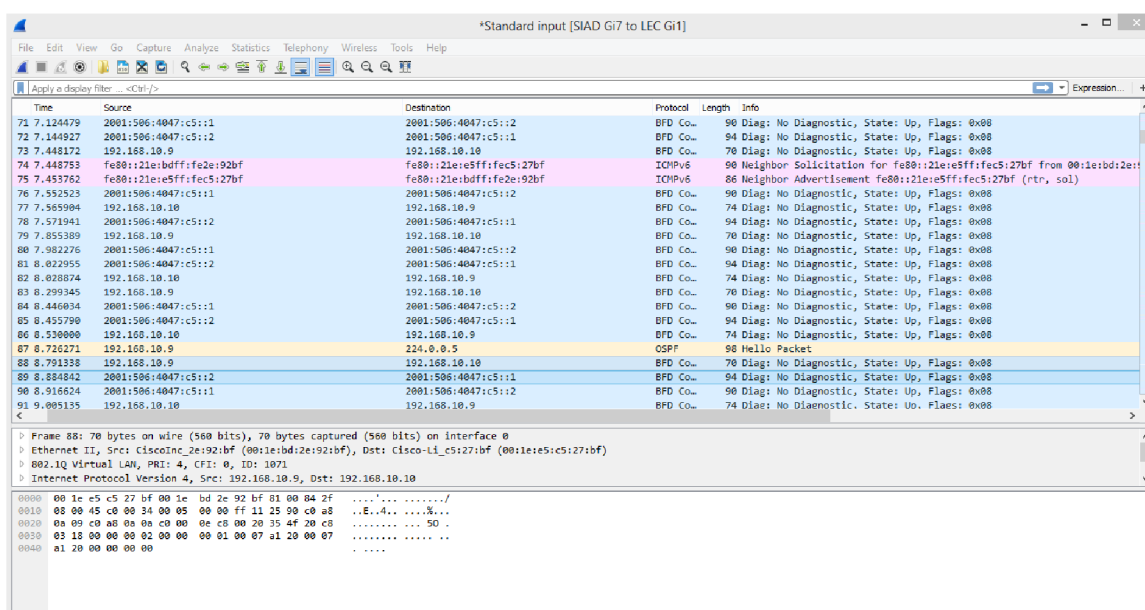 *Standard input [SIAD Gi7 to LEC Gi1]
File Edit View Go Capture Analyze Statistics Telephony Wireless Tools Help
Apply a display filter ... <Ctrl-/> Expression... +
Time Source Destination Protocol Length Info
71 7.124479 2001:506:4047:c5::1 2001:506:4047:c5::2 BFD Co… 90 Diag: No Diagnostic, State: Up, Flags: 0x08
72 7.144927 2001:506:4047:c5::2 2001:506:4047:c5::1 BFD Co… 94 Diag: No Diagnostic, State: Up, Flags: 0x08
73 7.448172 192.168.10.9 192.168.10.10 BFD Co… 70 Diag: No Diagnostic, State: Up, Flags: 0x08
74 7.448753 fe80::21e:bdff:fe2e:92bf fe80::21e:e5ff:fec5:27bf ICMPv6 90 Neighbor Solicitation for fe80::21e:e5ff:fec5:27bf from 00:1e:bd:2e:9
75 7.453762 fe80::21e:e5ff:fec5:27bf fe80::21e:bdff:fe2e:92bf ICMPv6 86 Neighbor Advertisement fe80::21e:e5ff:fec5:27bf (rtr, sol)
76 7.552523 2001:506:4047:c5::1 2001:506:4047:c5::2 BFD Co… 90 Diag: No Diagnostic, State: Up, Flags: 0x08
77 7.565904 192.168.10.10 192.168.10.9 BFD Co… 74 Diag: No Diagnostic, State: Up, Flags: 0x08
78 7.571941 2001:506:4047:c5::2 2001:506:4047:c5::1 BFD Co… 94 Diag: No Diagnostic, State: Up, Flags: 0x08
79 7.855389 192.168.10.9 192.168.10.10 BFD Co… 70 Diag: No Diagnostic, State: Up, Flags: 0x08
80 7.982276 2001:506:4047:c5::1 2001:506:4047:c5::2 BFD Co… 90 Diag: No Diagnostic, State: Up, Flags: 0x08
81 8.022955 2001:506:4047:c5::2 2001:506:4047:c5::1 BFD Co… 94 Diag: No Diagnostic, State: Up, Flags: 0x08
82 8.028874 192.168.10.10 192.168.10.9 BFD Co… 74 Diag: No Diagnostic, State: Up, Flags: 0x08
83 8.299345 192.168.10.9 192.168.10.10 BFD Co… 70 Diag: No Diagnostic, State: Up, Flags: 0x08
84 8.446034 2001:506:4047:c5::1 2001:506:4047:c5::2 BFD Co… 90 Diag: No Diagnostic, State: Up, Flags: 0x08
85 8.455790 2001:506:4047:c5::2 2001:506:4047:c5::1 BFD Co… 94 Diag: No Diagnostic, State: Up, Flags: 0x08
86 8.530000 192.168.10.10 192.168.10.9 BFD Co… 74 Diag: No Diagnostic, State: Up, Flags: 0x08
87 8.726271 192.168.10.9 224.0.0.5 OSPF 98 Hello Packet
88 8.791338 192.168.10.9 192.168.10.10 BFD Co… 70 Diag: No Diagnostic, State: Up, Flags: 0x08
89 8.884842 2001:506:4047:c5::2 2001:506:4047:c5::1 BFD Co… 94 Diag: No Diagnostic, State: Up, Flags: 0x08
90 8.916624 2001:506:4047:c5::1 2001:506:4047:c5::2 BFD Co… 90 Diag: No Diagnostic, State: Up, Flags: 0x08
91 9.005135 192.168.10.10 192.168.10.9 BFD Co… 74 Diag: No Diagnostic, State: Up, Flags: 0x08
Frame 88: 70 bytes on wire (560 bits), 70 bytes captured (560 bits) on interface 0
Ethernet II, Src: CiscoInc_2e:92:bf (00:1e:bd:2e:92:bf), Dst: Cisco-Li_c5:27:bf (00:1e:e5:c5:27:bf)
802.1Q Virtual LAN, PRI: 4, CFI: 0, ID: 1071
Internet Protocol Version 4, Src: 192.168.10.9, Dst: 192.168.10.10
0000 00 1e e5 c5 27 bf 00 1e bd 2e 92 bf 81 00 84 2f ....'... ......./
0010 08 00 45 c0 00 34 00 05 00 00 ff 11 25 90 c0 a8 ..E..4.. ....%...
0020 0a 09 c0 a8 0a 0a c0 00 0e c8 00 20 35 4f 20 c8 ........ ... 5O .
0030 03 18 00 00 00 02 00 00 00 01 00 07 a1 20 00 07 ........ ..... ..
0040 a1 20 00 00 00 00 . ....